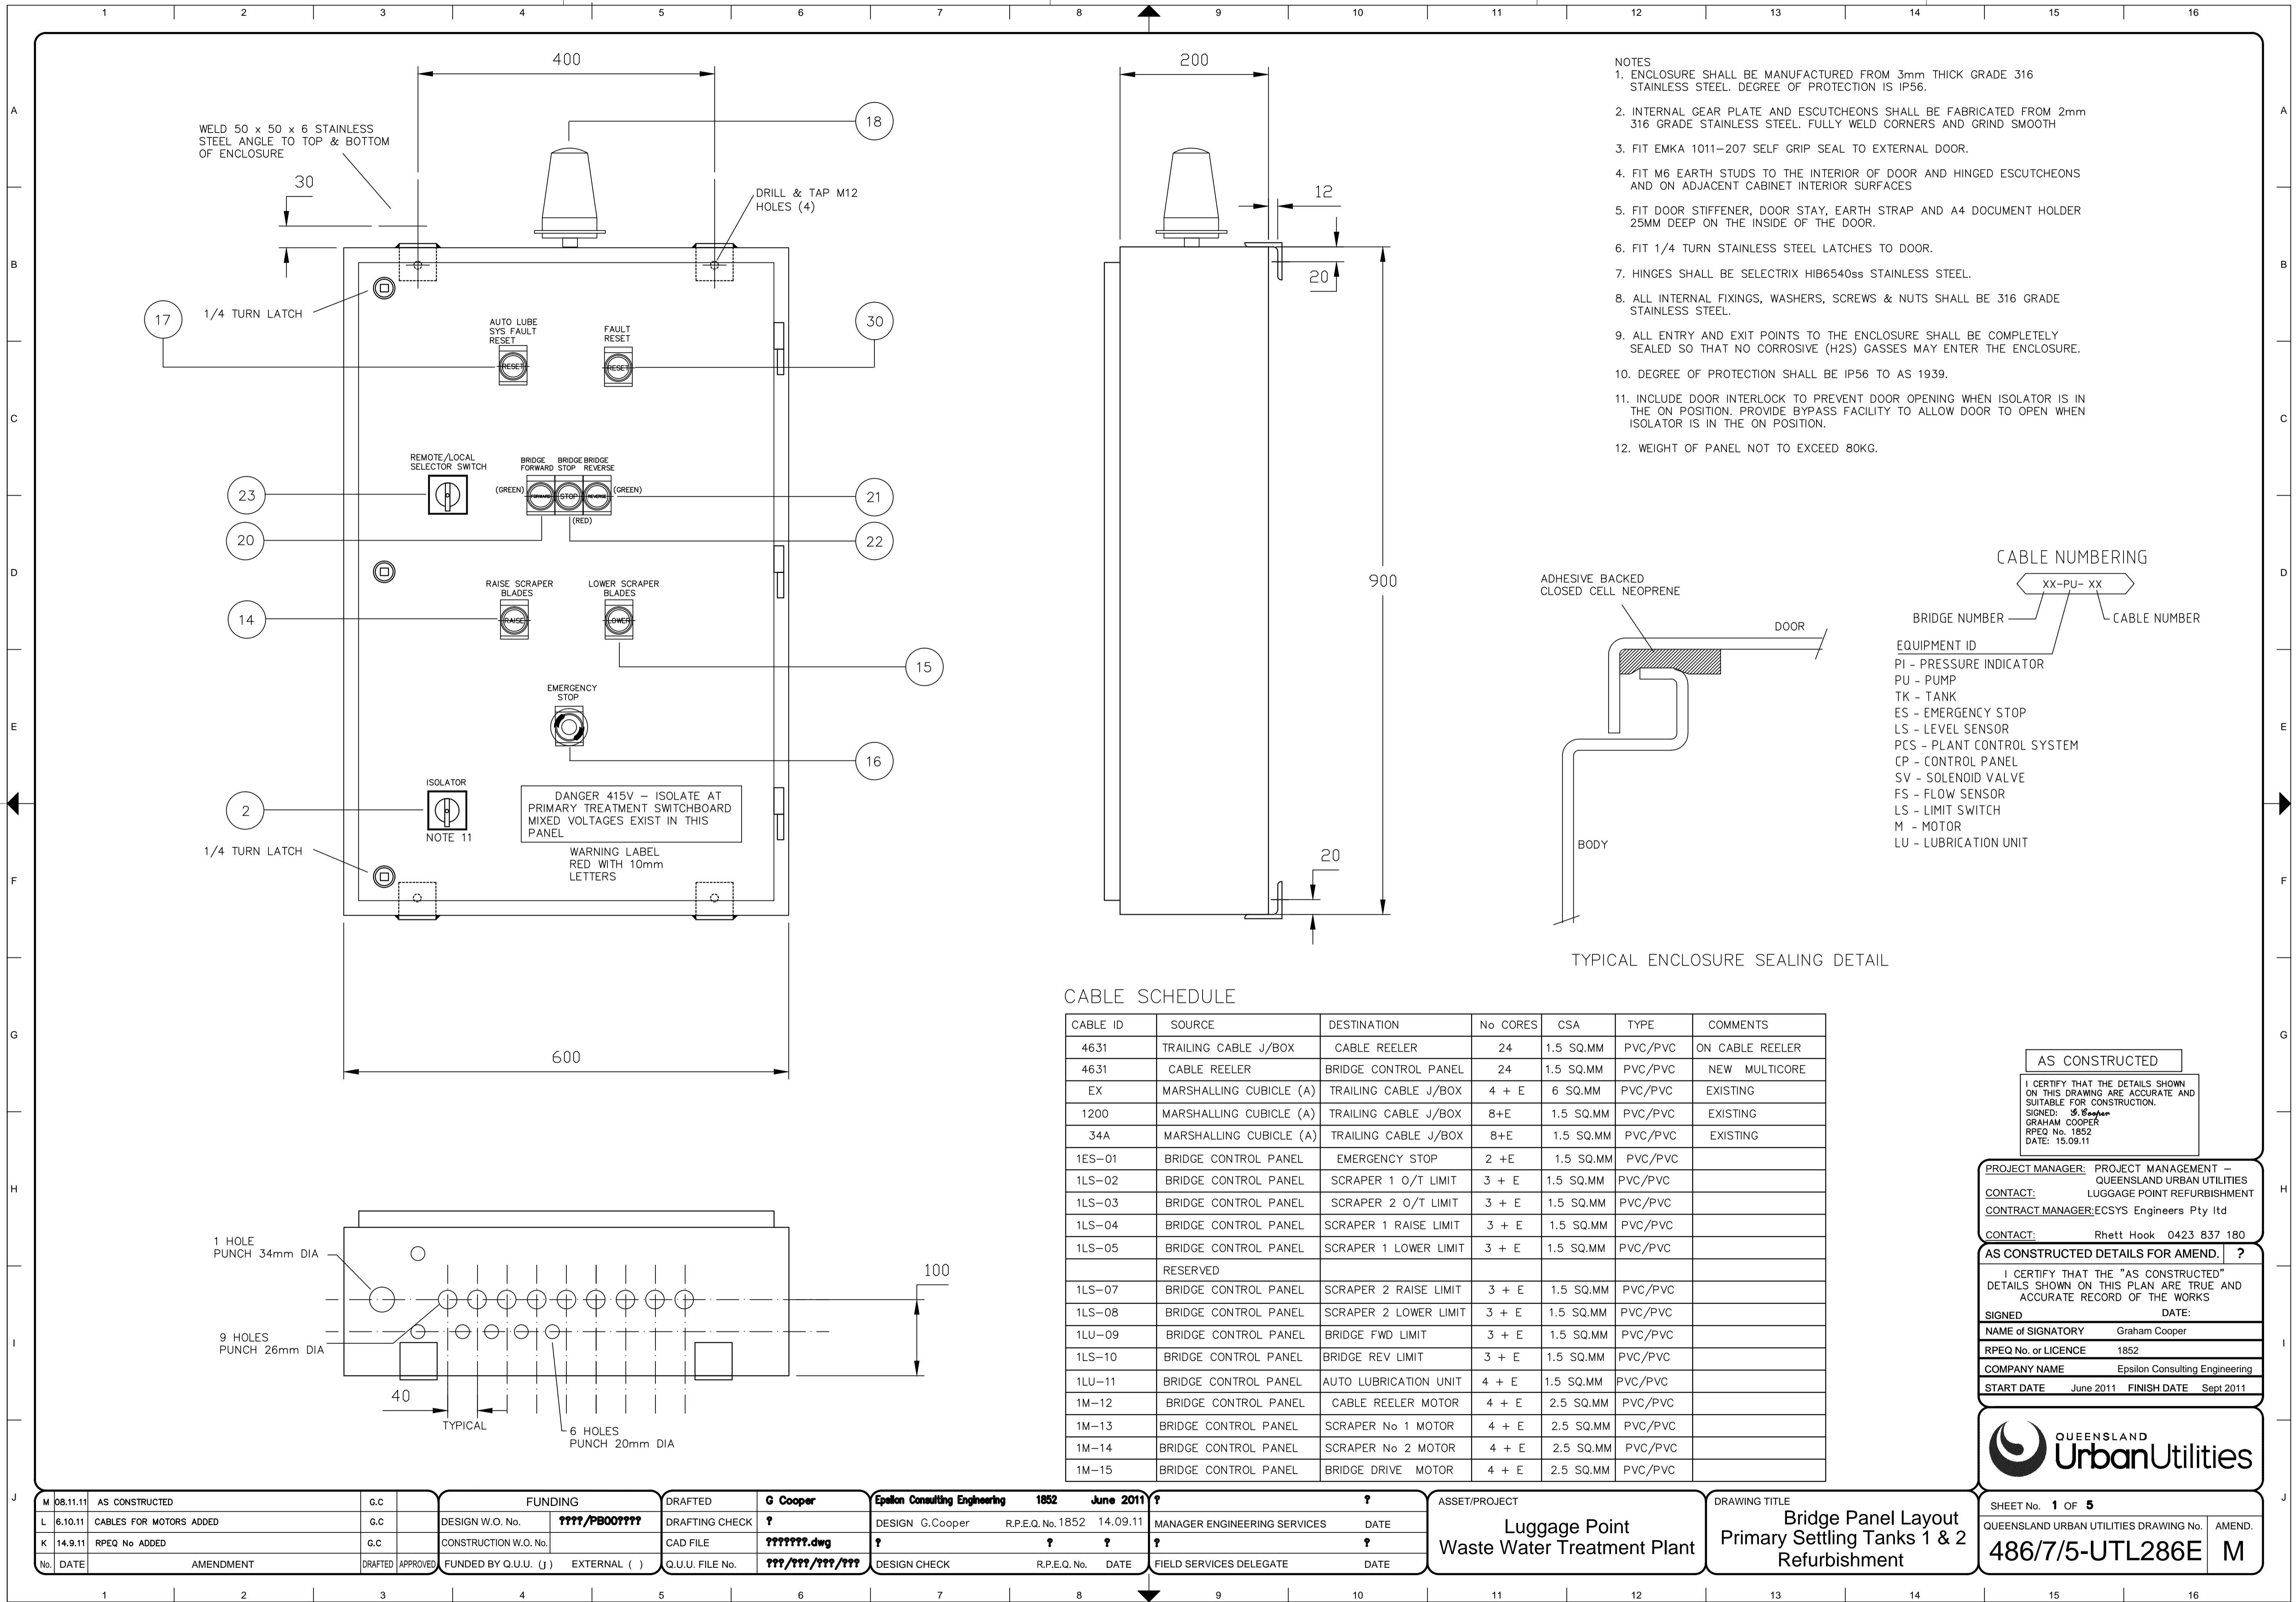 1 2 3 4 5 6 7 8 9 10 11 12 13 14 15 16
A
B
C
D
E
F
G
H
I
J
400
WELD 50 x 50 x 6 STAINLESS
STEEL ANGLE TO TOP & BOTTOM
OF ENCLOSURE
30
18
DRILL & TAP M12
HOLES (4)
1/4 TURN LATCH
17
AUTO LUBE
SYS FAULT
RESET
RESET
FAULT
RESET
RESET
30
REMOTE/LOCAL
SELECTOR SWITCH
23
BRIDGE FORWARD
BRIDGE STOP
BRIDGE REVERSE
(GREEN)
FORWARD
STOP
REVERSE
(GREEN)
(RED)
21
20
22
RAISE SCRAPER
BLADES
RAISE
LOWER SCRAPER
BLADES
LOWER
14
15
EMERGENCY
STOP
16
ISOLATOR
2
NOTE 11
DANGER 415V – ISOLATE AT
PRIMARY TREATMENT SWITCHBOARD
MIXED VOLTAGES EXIST IN THIS
PANEL
WARNING LABEL
RED WITH 10mm
LETTERS
1/4 TURN LATCH
600
200
12
20
900
20
1 HOLE
PUNCH 34mm DIA
9 HOLES
PUNCH 26mm DIA
40
TYPICAL
6 HOLES
PUNCH 20mm DIA
100
NOTES
1. ENCLOSURE SHALL BE MANUFACTURED FROM 3mm THICK GRADE 316
STAINLESS STEEL. DEGREE OF PROTECTION IS IP56.
2. INTERNAL GEAR PLATE AND ESCUTCHEONS SHALL BE FABRICATED FROM 2mm
316 GRADE STAINLESS STEEL. FULLY WELD CORNERS AND GRIND SMOOTH
3. FIT EMKA 1011–207 SELF GRIP SEAL TO EXTERNAL DOOR.
4. FIT M6 EARTH STUDS TO THE INTERIOR OF DOOR AND HINGED ESCUTCHEONS
AND ON ADJACENT CABINET INTERIOR SURFACES
5. FIT DOOR STIFFENER, DOOR STAY, EARTH STRAP AND A4 DOCUMENT HOLDER
25MM DEEP ON THE INSIDE OF THE DOOR.
6. FIT 1/4 TURN STAINLESS STEEL LATCHES TO DOOR.
7. HINGES SHALL BE SELECTRIX HIB6540ss STAINLESS STEEL.
8. ALL INTERNAL FIXINGS, WASHERS, SCREWS & NUTS SHALL BE 316 GRADE
STAINLESS STEEL.
9. ALL ENTRY AND EXIT POINTS TO THE ENCLOSURE SHALL BE COMPLETELY
SEALED SO THAT NO CORROSIVE (H2S) GASSES MAY ENTER THE ENCLOSURE.
10. DEGREE OF PROTECTION SHALL BE IP56 TO AS 1939.
11. INCLUDE DOOR INTERLOCK TO PREVENT DOOR OPENING WHEN ISOLATOR IS IN
THE ON POSITION. PROVIDE BYPASS FACILITY TO ALLOW DOOR TO OPEN WHEN
ISOLATOR IS IN THE ON POSITION.
12. WEIGHT OF PANEL NOT TO EXCEED 80KG.
ADHESIVE BACKED
CLOSED CELL NEOPRENE
DOOR
BODY
TYPICAL ENCLOSURE SEALING DETAIL
CABLE NUMBERING
XX-PU- XX
BRIDGE NUMBER
CABLE NUMBER
EQUIPMENT ID
PI - PRESSURE INDICATOR
PU - PUMP
TK - TANK
ES - EMERGENCY STOP
LS - LEVEL SENSOR
PCS - PLANT CONTROL SYSTEM
CP - CONTROL PANEL
SV - SOLENOID VALVE
FS - FLOW SENSOR
LS - LIMIT SWITCH
M - MOTOR
LU - LUBRICATION UNIT
CABLE SCHEDULE
CABLE ID SOURCE DESTINATION No CORES CSA TYPE COMMENTS
4631 TRAILING CABLE J/BOX CABLE REELER 24 1.5 SQ.MM PVC/PVC ON CABLE REELER
4631 CABLE REELER BRIDGE CONTROL PANEL 24 1.5 SQ.MM PVC/PVC NEW MULTICORE
EX MARSHALLING CUBICLE (A) TRAILING CABLE J/BOX 4 + E 6 SQ.MM PVC/PVC EXISTING
1200 MARSHALLING CUBICLE (A) TRAILING CABLE J/BOX 8+E 1.5 SQ.MM PVC/PVC EXISTING
34A MARSHALLING CUBICLE (A) TRAILING CABLE J/BOX 8+E 1.5 SQ.MM PVC/PVC EXISTING
1ES–01 BRIDGE CONTROL PANEL EMERGENCY STOP 2 +E 1.5 SQ.MM PVC/PVC
1LS–02 BRIDGE CONTROL PANEL SCRAPER 1 O/T LIMIT 3 + E 1.5 SQ.MM PVC/PVC
1LS–03 BRIDGE CONTROL PANEL SCRAPER 2 O/T LIMIT 3 + E 1.5 SQ.MM PVC/PVC
1LS–04 BRIDGE CONTROL PANEL SCRAPER 1 RAISE LIMIT 3 + E 1.5 SQ.MM PVC/PVC
1LS–05 BRIDGE CONTROL PANEL SCRAPER 1 LOWER LIMIT 3 + E 1.5 SQ.MM PVC/PVC
RESERVED
1LS–07 BRIDGE CONTROL PANEL SCRAPER 2 RAISE LIMIT 3 + E 1.5 SQ.MM PVC/PVC
1LS–08 BRIDGE CONTROL PANEL SCRAPER 2 LOWER LIMIT 3 + E 1.5 SQ.MM PVC/PVC
1LU–09 BRIDGE CONTROL PANEL BRIDGE FWD LIMIT 3 + E 1.5 SQ.MM PVC/PVC
1LS–10 BRIDGE CONTROL PANEL BRIDGE REV LIMIT 3 + E 1.5 SQ.MM PVC/PVC
1LU–11 BRIDGE CONTROL PANEL AUTO LUBRICATION UNIT 4 + E 1.5 SQ.MM PVC/PVC
1M–12 BRIDGE CONTROL PANEL CABLE REELER MOTOR 4 + E 2.5 SQ.MM PVC/PVC
1M–13 BRIDGE CONTROL PANEL SCRAPER No 1 MOTOR 4 + E 2.5 SQ.MM PVC/PVC
1M–14 BRIDGE CONTROL PANEL SCRAPER No 2 MOTOR 4 + E 2.5 SQ.MM PVC/PVC
1M–15 BRIDGE CONTROL PANEL BRIDGE DRIVE MOTOR 4 + E 2.5 SQ.MM PVC/PVC
AS CONSTRUCTED
I CERTIFY THAT THE DETAILS SHOWN
ON THIS DRAWING ARE ACCURATE AND
SUITABLE FOR CONSTRUCTION.
SIGNED: G.Cooper
GRAHAM COOPER
RPEQ No. 1852
DATE: 15.09.11
PROJECT MANAGER: PROJECT MANAGEMENT –
QUEENSLAND URBAN UTILITIES
CONTACT: LUGGAGE POINT REFURBISHMENT
CONTRACT MANAGER: ECSYS Engineers Pty ltd
CONTACT: Rhett Hook 0423 837 180
AS CONSTRUCTED DETAILS FOR AMEND. ?
I CERTIFY THAT THE "AS CONSTRUCTED"
DETAILS SHOWN ON THIS PLAN ARE TRUE AND
ACCURATE RECORD OF THE WORKS
SIGNED DATE:
NAME of SIGNATORY Graham Cooper
RPEQ No. or LICENCE 1852
COMPANY NAME Epsilon Consulting Engineering
START DATE June 2011 FINISH DATE Sept 2011
QUEENSLAND
UrbanUtilities
M 08.11.11 AS CONSTRUCTED G.C
L 6.10.11 CABLES FOR MOTORS ADDED G.C
K 14.9.11 RPEQ No ADDED G.C
No. DATE AMENDMENT DRAFTED APPROVED
FUNDING
DESIGN W.O. No. ????/PB00????
CONSTRUCTION W.O. No.
FUNDED BY Q.U.U. (J) EXTERNAL ( )
DRAFTED G Cooper
DRAFTING CHECK ?
CAD FILE ???????.dwg
Q.U.U. FILE No. ???/???/???/???
Epsilon Consulting Engineering 1852 June 2011
DESIGN G.Cooper R.P.E.Q. No. 1852 14.09.11
? ? ?
DESIGN CHECK R.P.E.Q. No. DATE
? ?
MANAGER ENGINEERING SERVICES DATE
? ?
FIELD SERVICES DELEGATE DATE
ASSET/PROJECT
Luggage Point
Waste Water Treatment Plant
DRAWING TITLE
Bridge Panel Layout
Primary Settling Tanks 1 & 2
Refurbishment
SHEET No. 1 OF 5
QUEENSLAND URBAN UTILITIES DRAWING No. AMEND.
486/7/5-UTL286E M
1 2 3 4 5 6 7 8 9 10 11 12 13 14 15 16